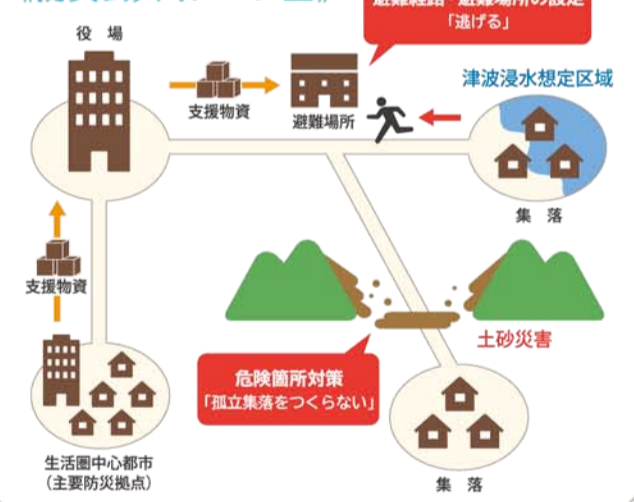 役 場
避難経路・避難場所の設定
「逃げる」
支援物資
避難場所
津波浸水想定区域
集 落
支援物資
土砂災害
危険箇所対策
「孤立集落をつくらない」
生活圏中心都市
(主要防災拠点)
集 落